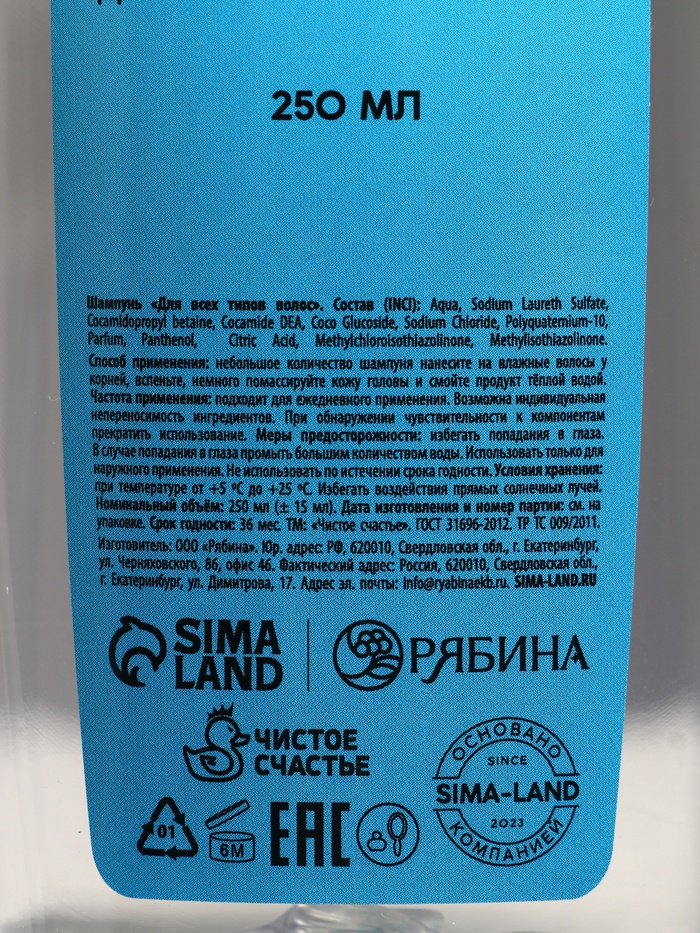 250 МЛ
Шампунь «Для всех типов волос». Состав (INCI): Aqua, Sodium Laureth Sulfate,
Cocamidopropyl betaine, Cocamide DEA, Coco Glucoside, Sodium Chloride, Polyquaternium-10,
Parfum, Panthenol, Citric Acid, Methylchloroisothiazolinone, Methylisothiazolinone.
Способ применения: небольшое количество шампуня нанесите на влажные волосы у
корней, вспеньте, немного помассируйте кожу головы и смойте продукт тёплой водой.
Частота применения: подходит для ежедневного применения. Возможна индивидуальная
непереносимость ингредиентов. При обнаружении чувствительности к компонентам
прекратить использование. Меры предосторожности: избегать попадания в глаза.
В случае попадания в глаза промыть большим количеством воды. Использовать только для
наружного применения. Не использовать по истечении срока годности. Условия хранения:
при температуре от +5 °C до +25 °C. Избегать воздействия прямых солнечных лучей.
Номинальный объём: 250 мл (± 15 мл). Дата изготовления и номер партии: см. на
упаковке. Срок годности: 36 мес. ТМ: «Чистое счастье». ГОСТ 31696-2012. ТР ТС 009/2011.
Изготовитель: ООО «Рябина». Юр. адрес: РФ, 620010, Свердловская обл., г. Екатеринбург,
ул. Черняховского, 86, офис 46. Фактический адрес: Россия, 620010, Свердловская обл.,
г. Екатеринбург, ул. Димитрова, 17. Адрес эл. почты: Info@ryabinaekb.ru. SIMA-LAND.RU
SIMA
LAND
РЯБИНА
ЧИСТОЕ
СЧАСТЬЕ
ОСНОВАНО
SINCE
SIMA-LAND
2023
КОМПАНИЕЙ
01
6М
EAC